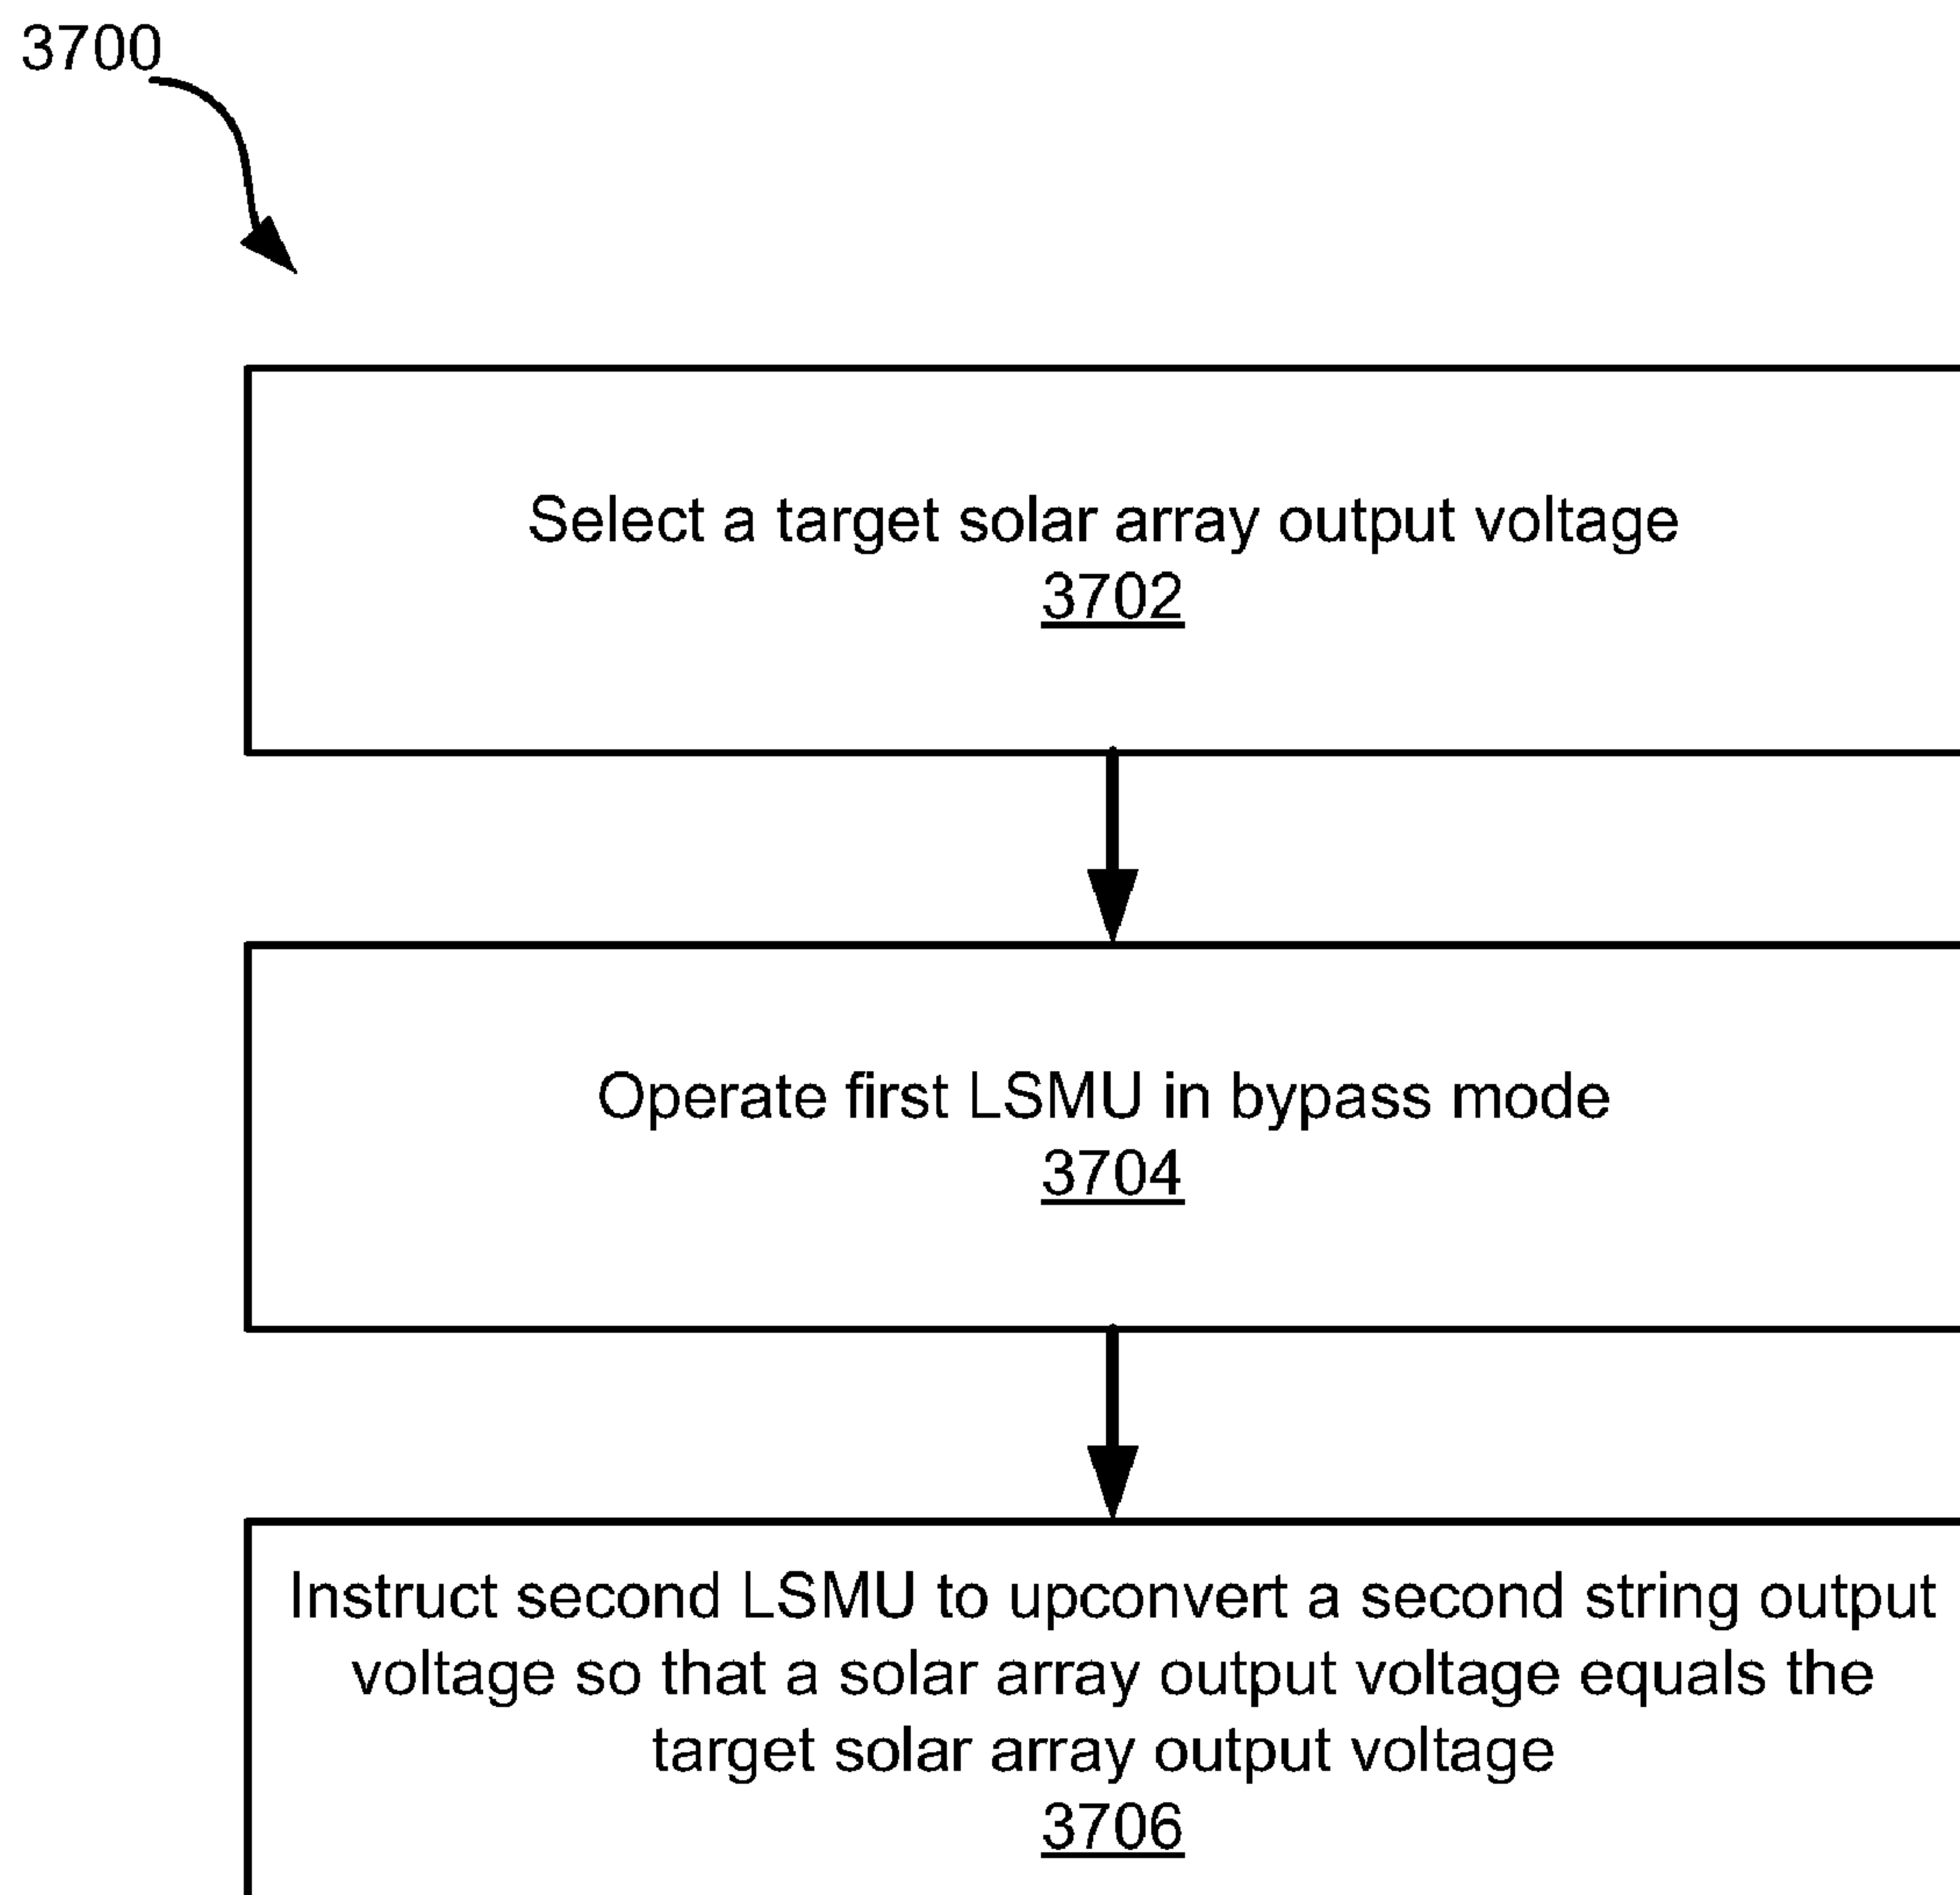 3700
Select a target solar array output voltage
3702
Operate first LSMU in bypass mode
3704
Instruct second LSMU to upconvert a second string output
voltage so that a solar array output voltage equals the
target solar array output voltage
3706